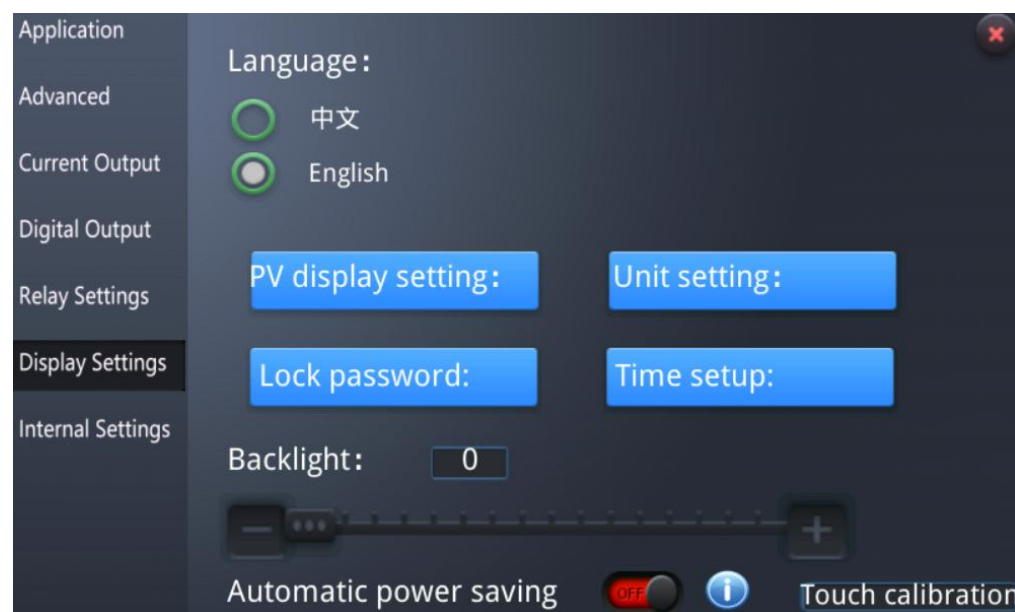 Application
Advanced
Current Output
Digital Output
Relay Settings
Display Settings
Internal Settings
Language:
中文
English
PV display setting:
Unit setting:
Lock password:
Time setup:
Backlight: 0
Automatic power saving OFF
Touch calibration